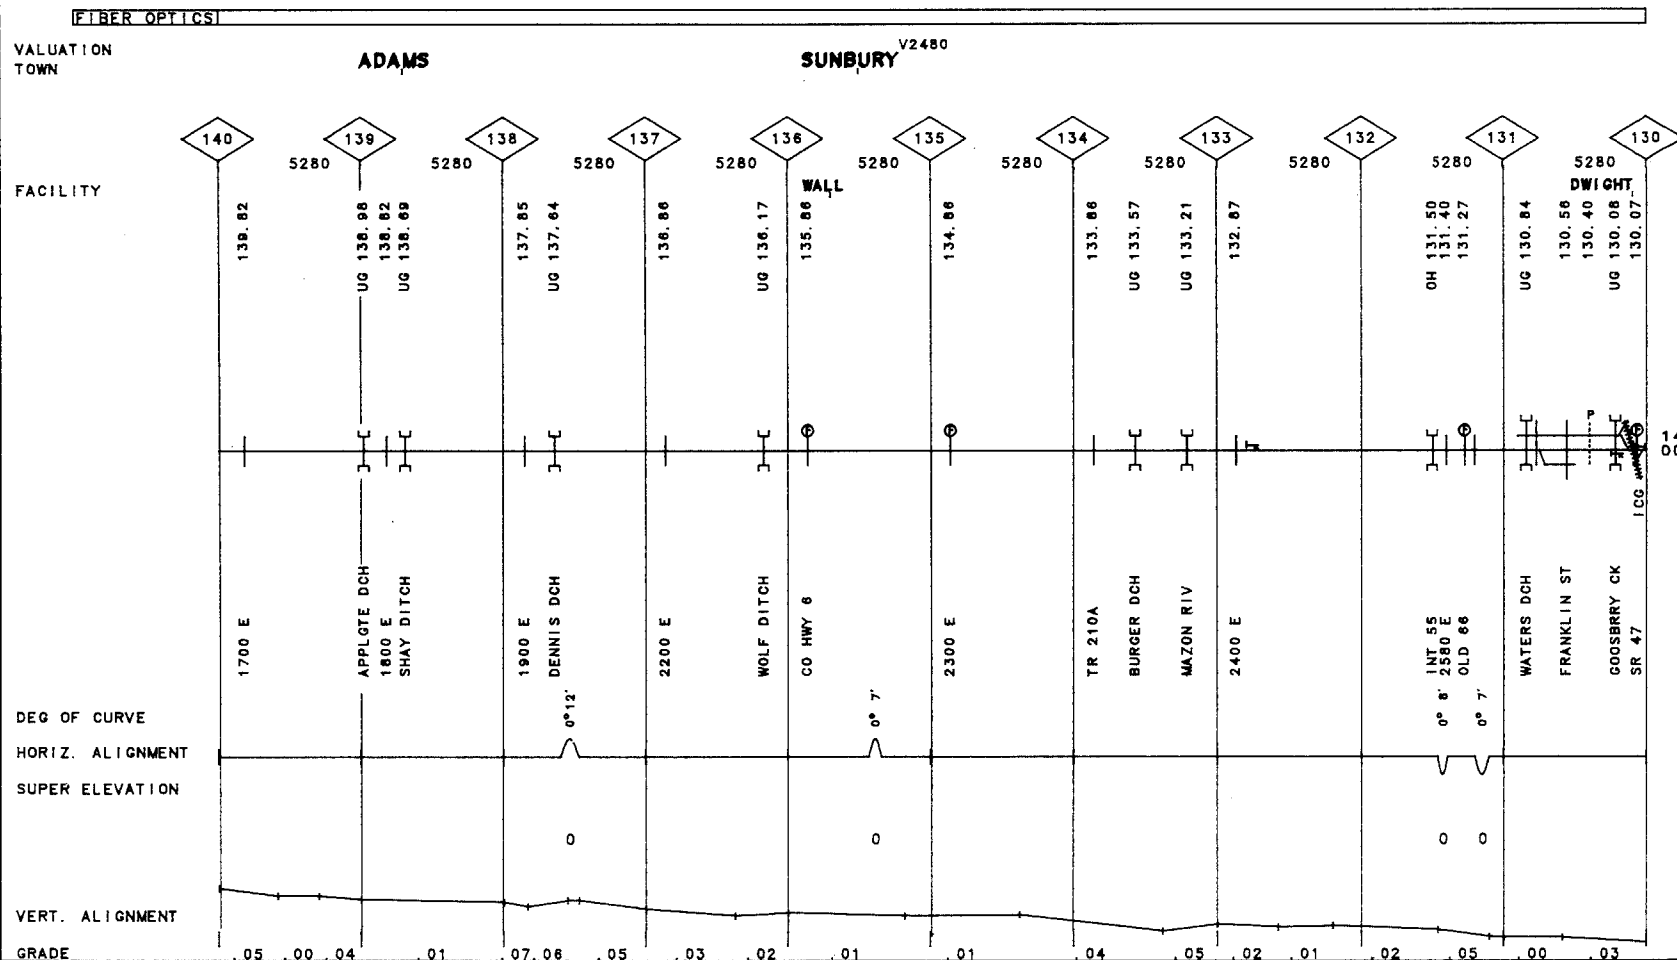 FIBER OPTICS
VALUATION V2480
TOWN ADAMS SUNBURY
140 139 138 137 136 135 134 133 132 131 130
5280 5280 5280 5280 5280 5280 5280 5280 5280 5280
FACILITY WALL DWIGHT
139.82
UG 138.98
138.82
UG 138.69
137.85
UG 137.64
136.86
UG 136.17
135.86
134.86
133.86
UG 133.57
UG 133.21
132.87
OH 131.50
131.40
131.27
UG 130.84
130.56
130.40
UG 130.08
130.07
F F F P F
ICG
1700 E
APPLGTE DCH
1800 E
SHAY DITCH
1900 E
DENNIS DCH
2200 E
WOLF DITCH
CO HWY 6
2300 E
TR 210A
BURGER DCH
MAZON RIV
2400 E
INT 55
2580 E
OLD 66
WATERS DCH
FRANKLIN ST
GOOSBRRY CK
SR 47
DEG OF CURVE 0°12' 0° 7' 0° 8' 0° 7'
HORIZ. ALIGNMENT
SUPER ELEVATION
0 0 0 0
VERT. ALIGNMENT
GRADE .05 .00 .04 .01 .07 .06 .05 .03 .02 .01 .01 .04 .05 .02 .01 .02 .05 .00 .03